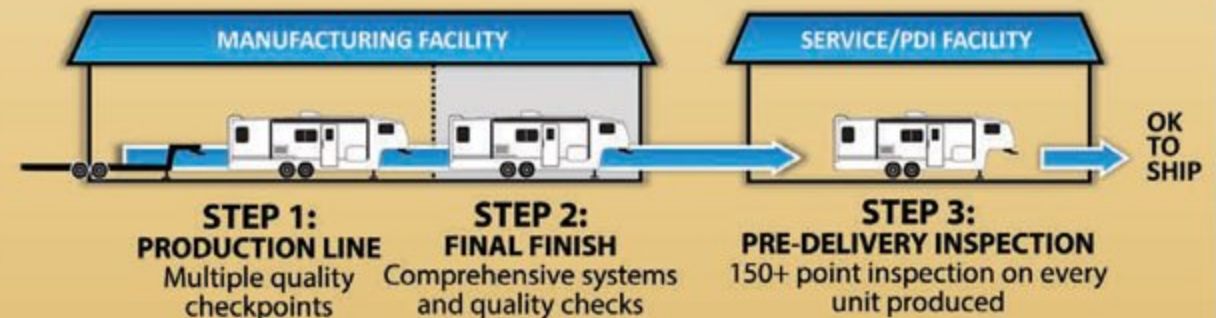 MANUFACTURING FACILITY
SERVICE/PDI FACILITY
OK
TO
SHIP
STEP 1:
PRODUCTION LINE
Multiple quality
checkpoints
STEP 2:
FINAL FINISH
Comprehensive systems
and quality checks
STEP 3:
PRE-DELIVERY INSPECTION
150+ point inspection on every
unit produced